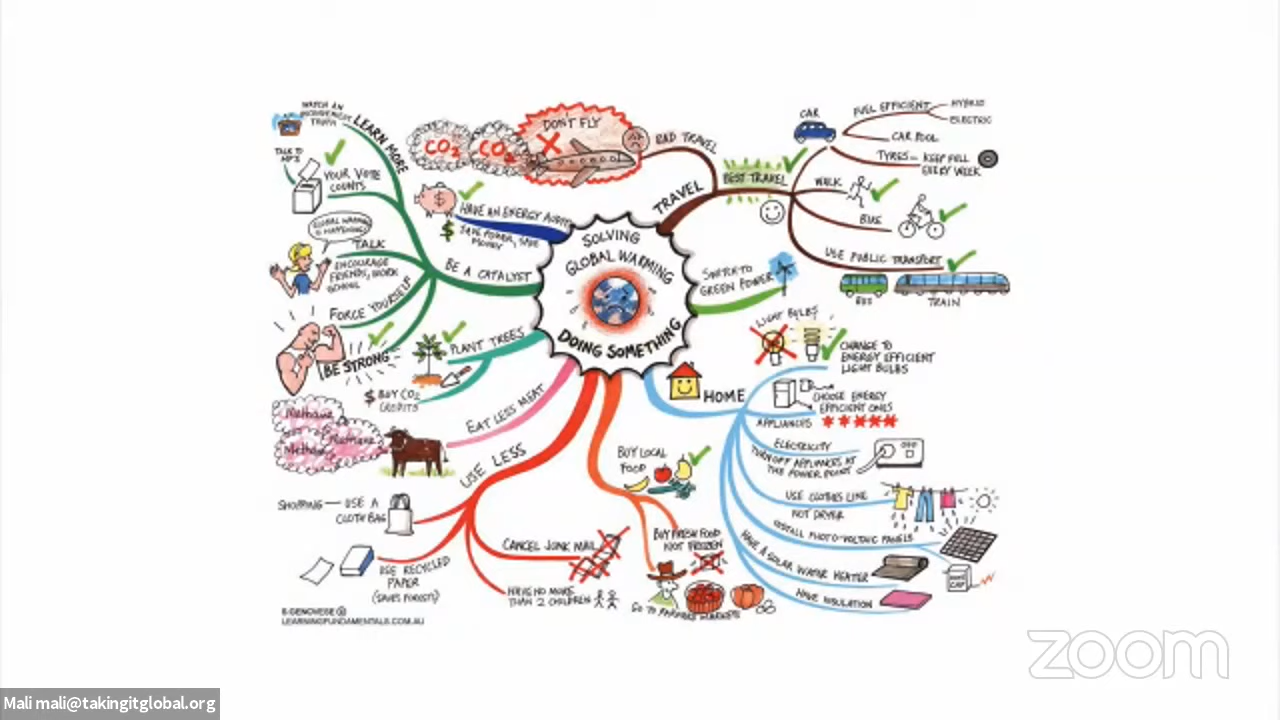 SOLVING
GLOBAL WARMING
DOING SOMETHING
TRAVEL
BAD TRAVEL
DON'T FLY
CO2
CO2
BEST TRAVEL
CAR
FUEL EFFICIENT
HYBRID
ELECTRIC
CAR POOL
TYRES - KEEP FULL
EVERY WEEK
WALK
BIKE
USE PUBLIC TRANSPORT
BUS
TRAIN
SWITCH TO
GREEN POWER
HOME
LIGHT BULBS
CHANGE TO
ENERGY EFFICIENT
LIGHT BULBS
CHOOSE ENERGY
EFFICIENT ONES
APPLIANCES
ELECTRICITY
TURN OFF APPLIANCES AT
THE POWER POINT
USE CLOTHES LINE
NOT DRYER
INSTALL PHOTO-VOLTAIC PANELS
HAVE A SOLAR WATER HEATER
HAVE INSULATION
BUY LOCAL
FOOD
BUY FRESH FOOD
NOT FROZEN
GO TO FARMERS MARKETS
USE LESS
CANCEL JUNK MAIL
HAVE NO MORE
THAN 2 CHILDREN
SHOPPING - USE A
CLOTH BAG
USE RECYCLED
PAPER
(SAVES FORESTS)
EAT LESS MEAT
Methane
Methane
Methane
PLANT TREES
$ BUY CO2
CREDITS
BE A CATALYST
LEARN MORE
WATCH AN
INCONVENIENT
TRUTH
TALK TO
MP'S
YOUR VOTE
COUNTS
GLOBAL WARMING
IS HAPPENING!
TALK
ENCOURAGE
FRIENDS, WORK
SCHOOL
FORCE YOURSELF
BE STRONG
HAVE AN ENERGY AUDIT
$ SAVE POWER, SAVE
MONEY
LEARNINGFUNDAMENTALS.COM.AU
zoom
Mali mali@takingitglobal.org